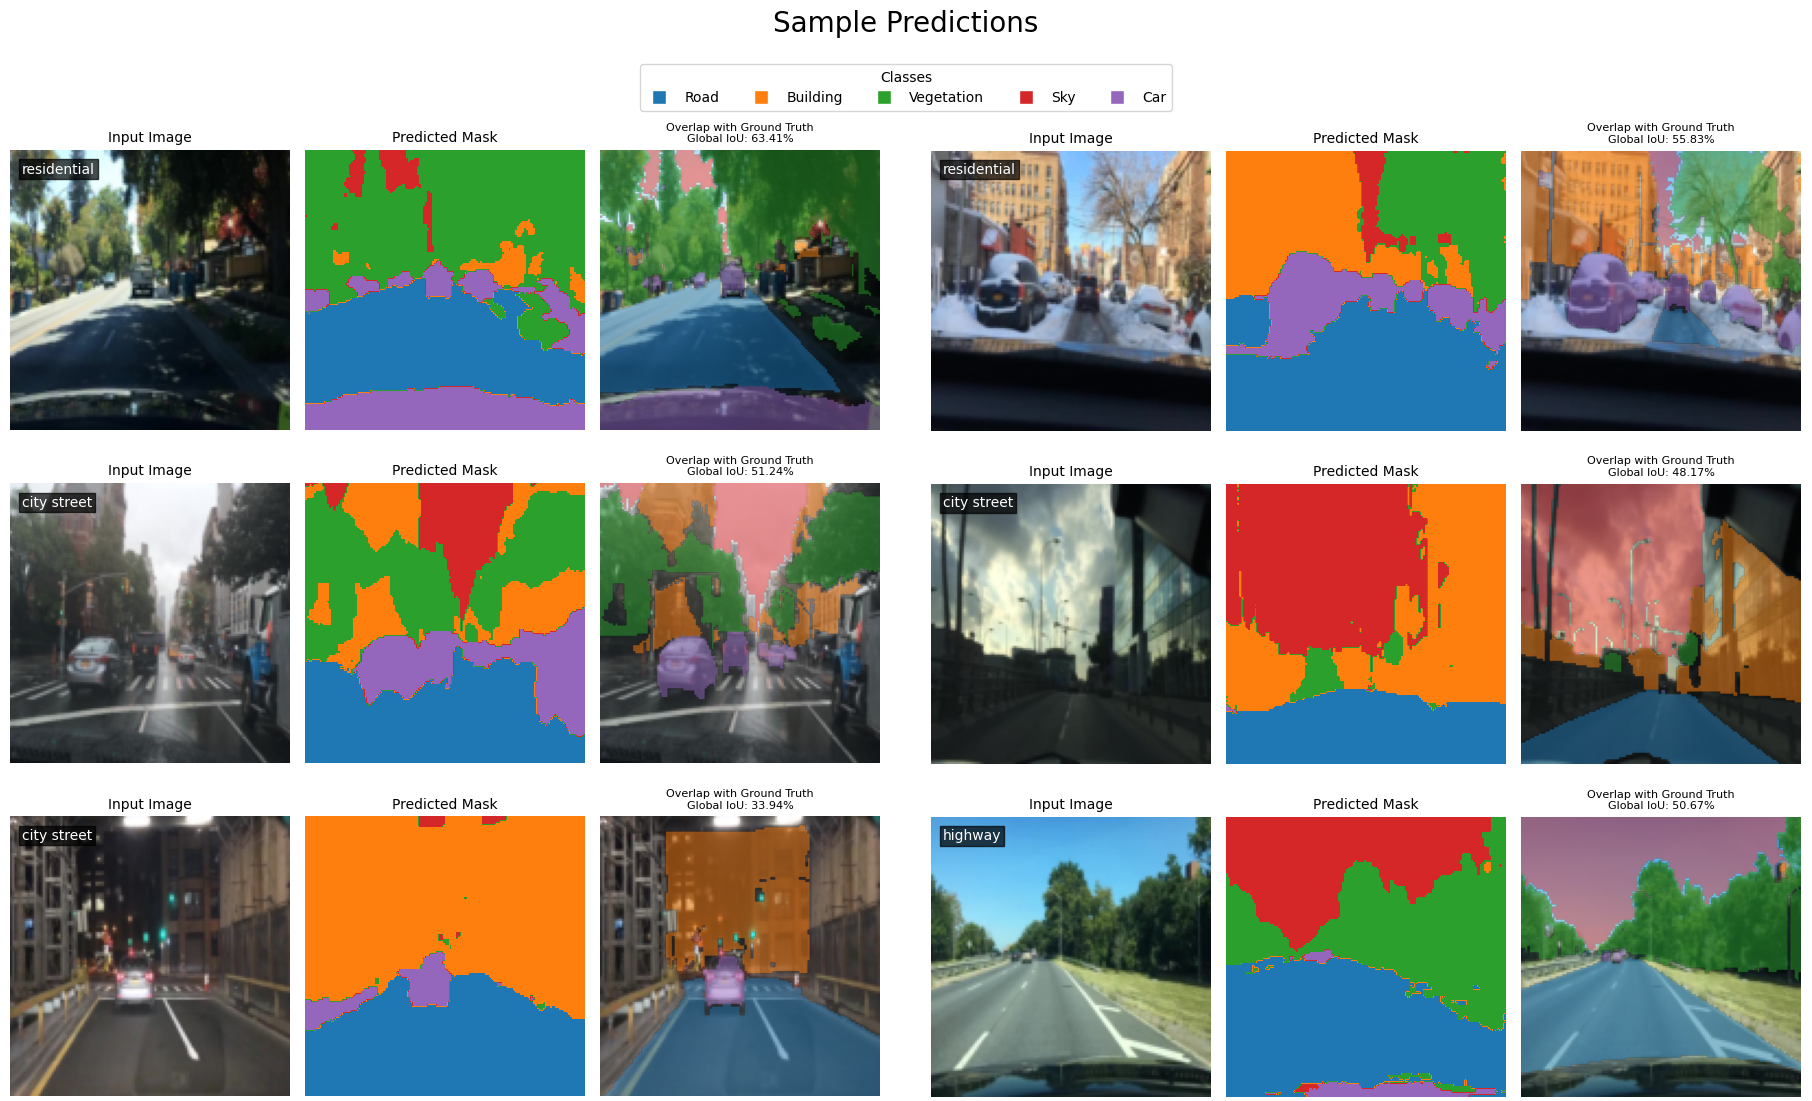 Sample Predictions
Classes
Road Building Vegetation Sky Car
Input Image Predicted Mask Overlap with Ground Truth
Global IoU: 63.41%
residential
Input Image Predicted Mask Overlap with Ground Truth
Global IoU: 55.83%
residential
Input Image Predicted Mask Overlap with Ground Truth
Global IoU: 51.24%
city street
Input Image Predicted Mask Overlap with Ground Truth
Global IoU: 48.17%
city street
Input Image Predicted Mask Overlap with Ground Truth
Global IoU: 33.94%
city street
Input Image Predicted Mask Overlap with Ground Truth
Global IoU: 50.67%
highway